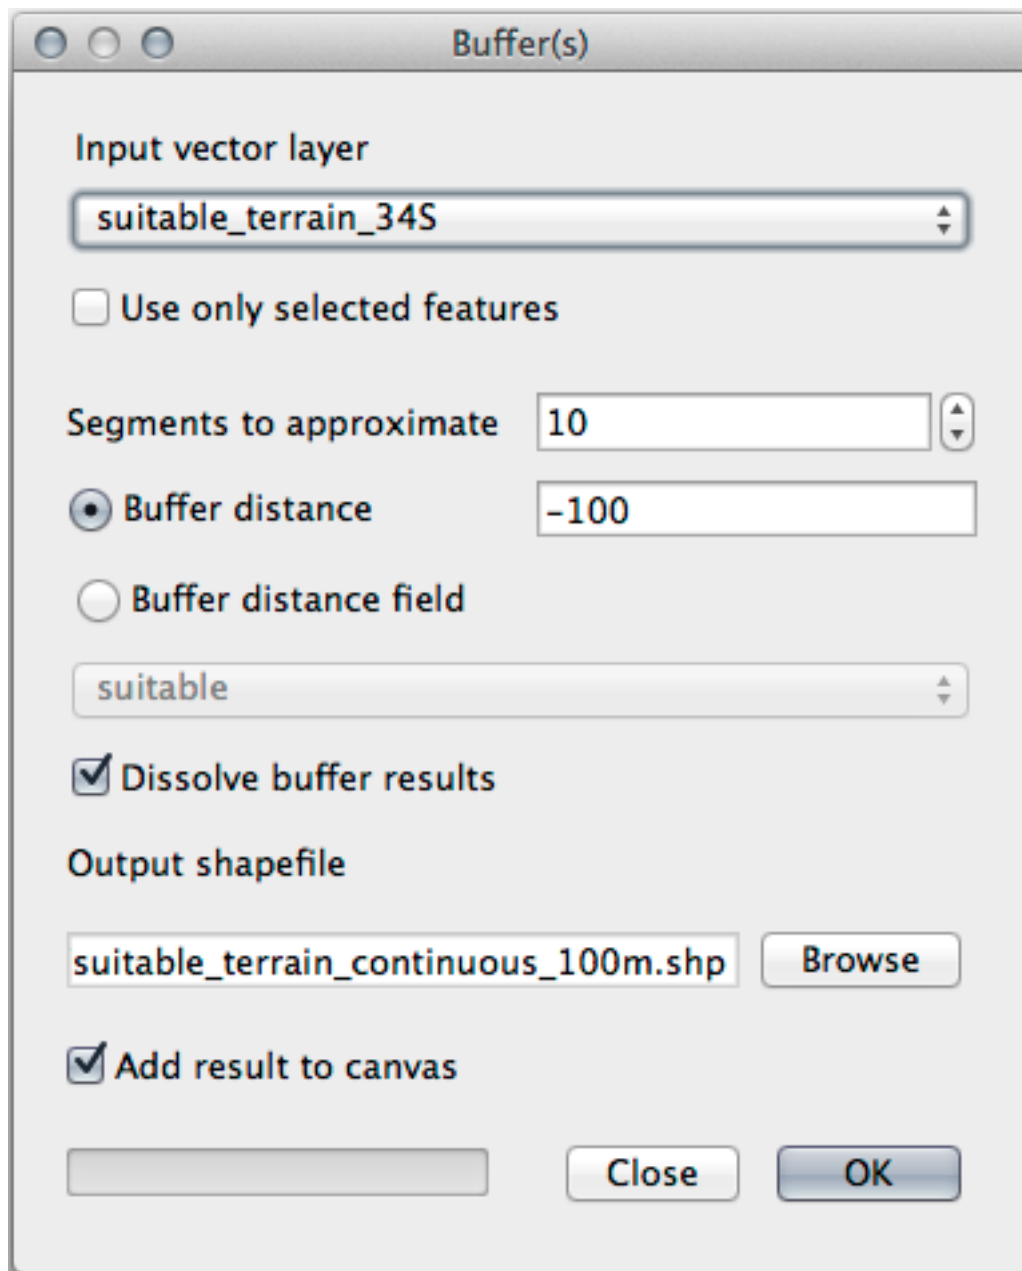 Buffer(s)
Input vector layer
suitable_terrain_34S
Use only selected features
Segments to approximate 10
Buffer distance -100
Buffer distance field
suitable
Dissolve buffer results
Output shapefile
suitable_terrain_continuous_100m.shp Browse
Add result to canvas
Close OK